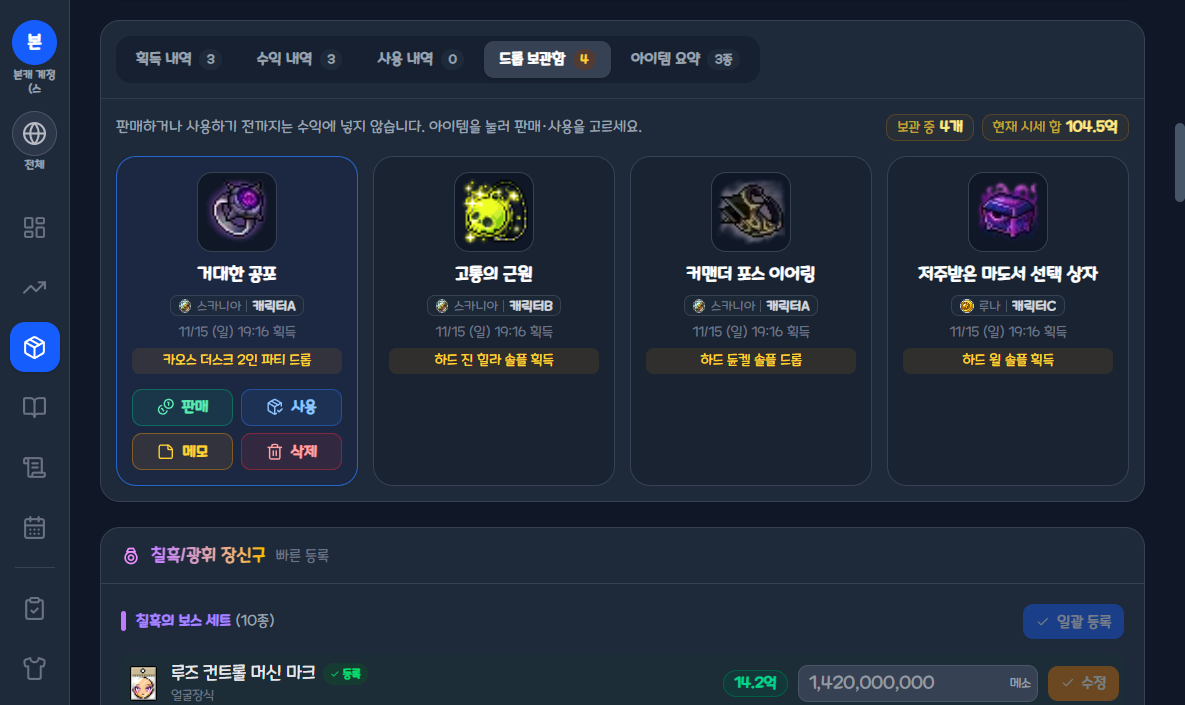 본
본캐 계정
(스
전체
획득 내역 3
수익 내역 3
사용 내역 0
드롭 보관함 4
아이템 요약 3종
판매하거나 사용하기 전까지는 수익에 넣지 않습니다. 아이템을 눌러 판매·사용을 고르세요.
보관 중 4개
현재 시세 합 104.5억
거대한 공포
스카니아 캐릭터A
11/15 (일) 19:16 획득
카오스 더스크 2인 파티 드롭
판매
사용
메모
삭제
고통의 근원
스카니아 캐릭터B
11/15 (일) 19:16 획득
하드 진 힐라 솔플 획득
커맨더 포스 이어링
스카니아 캐릭터A
11/15 (일) 19:16 획득
하드 듄켈 솔플 드롭
저주받은 마도서 선택 상자
루나 캐릭터C
11/15 (일) 19:16 획득
하드 윌 솔플 획득
칠흑/광휘 장신구 빠른 등록
칠흑의 보스 세트 (10종)
일괄 등록
루즈 컨트롤 머신 마크 등록
얼굴장식
14.2억
1,420,000,000 메소
수정